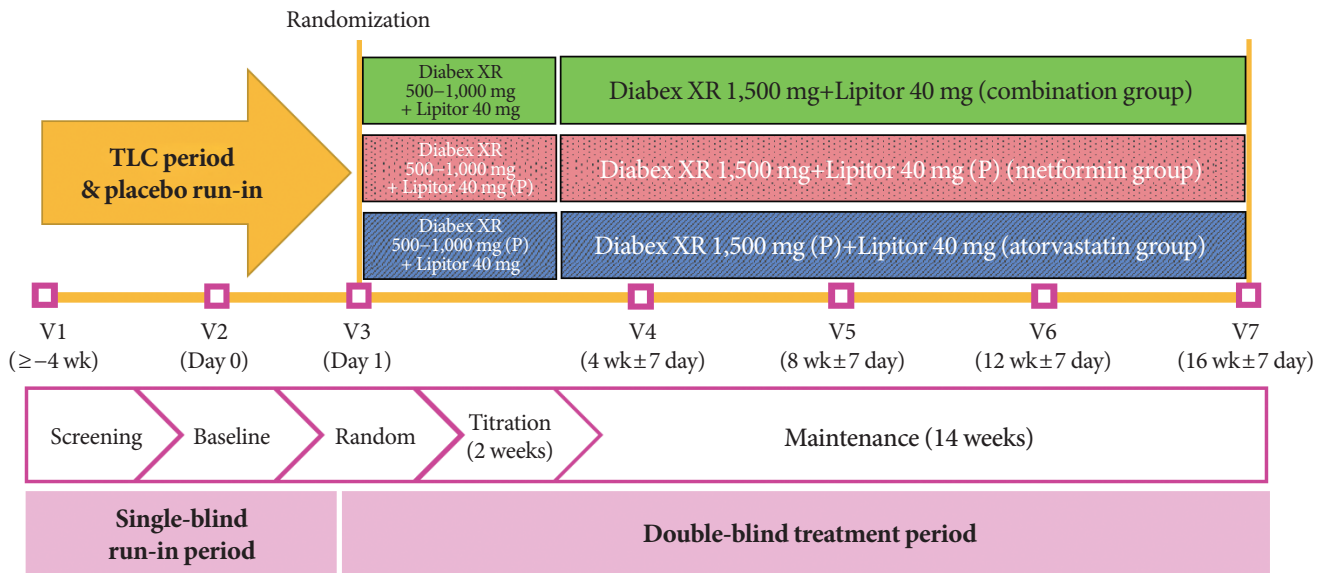 Randomization
TLC period
& placebo run-in
Diabex XR
500–1,000 mg
+ Lipitor 40 mg
Diabex XR 1,500 mg+Lipitor 40 mg (combination group)
Diabex XR
500–1,000 mg
+ Lipitor 40 mg (P)
Diabex XR 1,500 mg+Lipitor 40 mg (P) (metformin group)
Diabex XR
500–1,000 mg (P)
+ Lipitor 40 mg
Diabex XR 1,500 mg (P)+Lipitor 40 mg (atorvastatin group)
V1
(≥−4 wk)
V2
(Day 0)
V3
(Day 1)
V4
(4 wk±7 day)
V5
(8 wk±7 day)
V6
(12 wk±7 day)
V7
(16 wk±7 day)
Screening
Baseline
Random
Titration
(2 weeks)
Maintenance (14 weeks)
Single-blind
run-in period
Double-blind treatment period